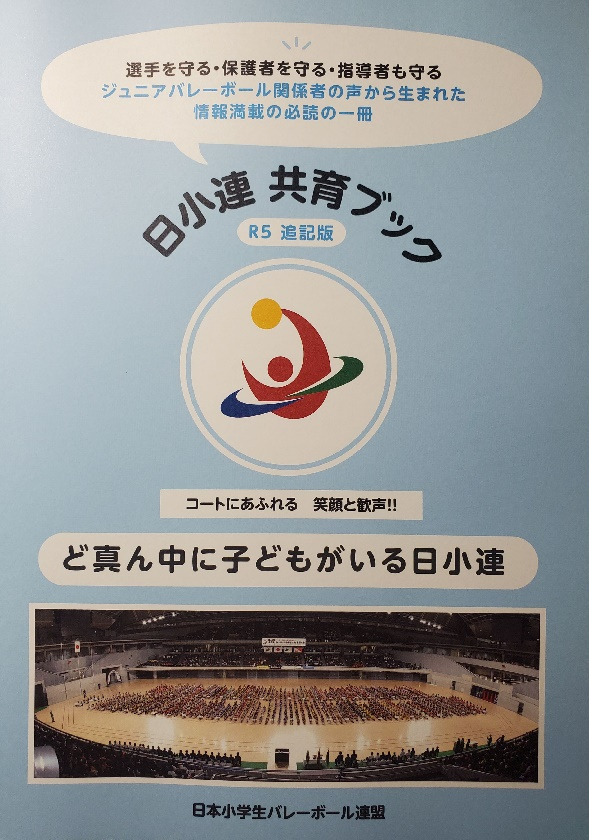 選手を守る・保護者を守る・指導者も守る
ジュニアバレーボール関係者の声から生まれた
情報満載の必読の一冊
日小連 共育ブック
R5 追記版
コートにあふれる 笑顔と歓声!!
ど真ん中に子どもがいる日小連
日本小学生バレーボール連盟